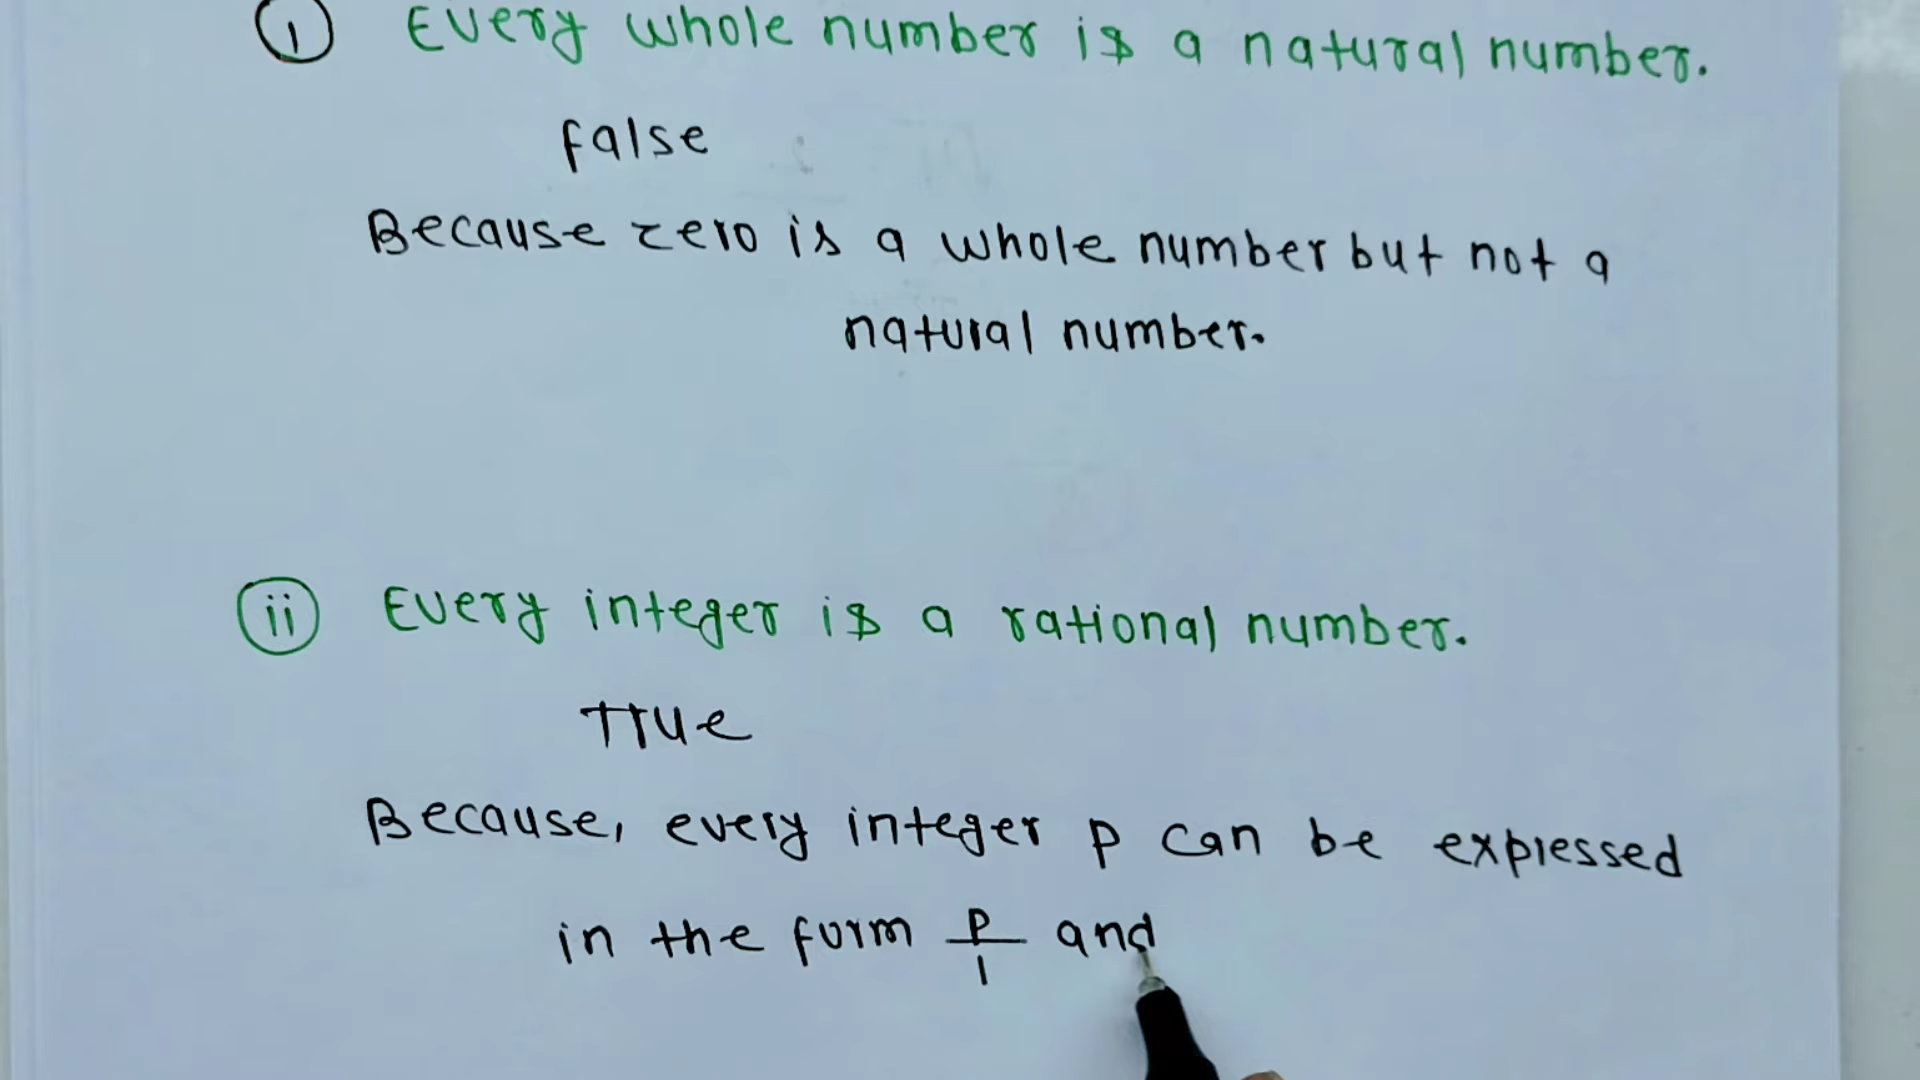 i Every whole number is a natural number.
false
Because zero is a whole number but not a
natural number.
ii Every integer is a rational number.
True
Because, every integer p can be expressed
in the form p/1 and